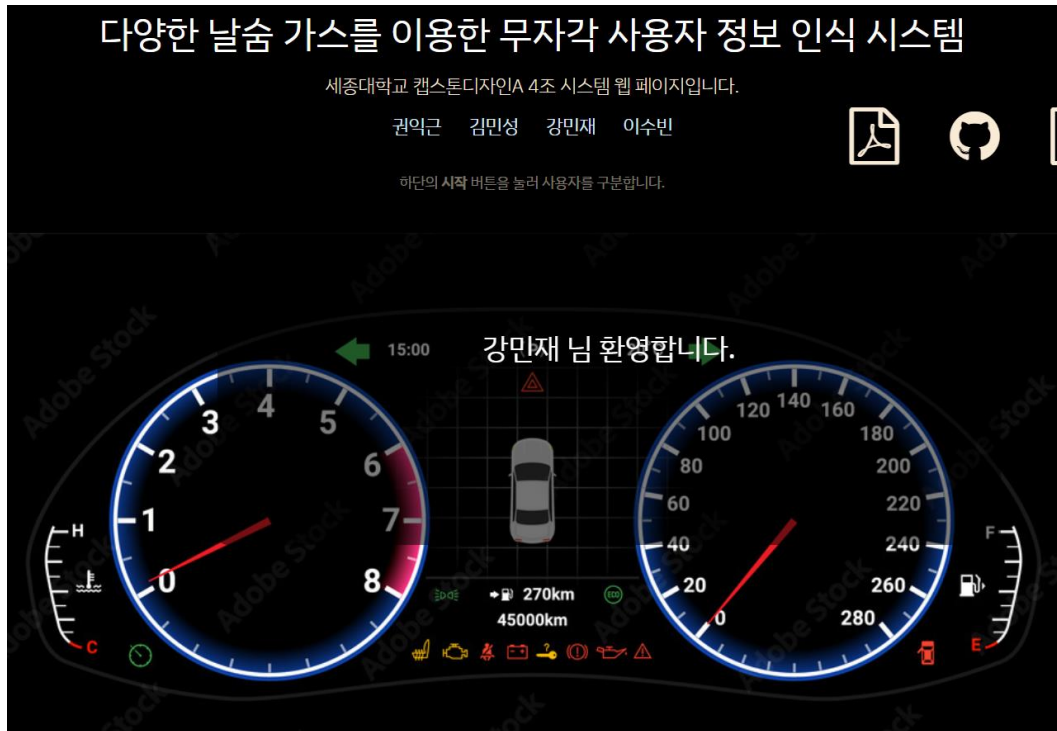 다양한 날숨 가스를 이용한 무자각 사용자 정보 인식 시스템
세종대학교 캡스톤디자인A 4조 시스템 웹 페이지입니다.
권익근 김민성 강민재 이수빈
하단의 시작 버튼을 눌러 사용자를 구분합니다.
15:00
강민재 님 환영합니다.
0 1 2 3 4 5 6 7 8
0 20 40 60 80 100 120 140 160 180 200 220 240 260 280
H
C
F
E
270km
ECO
45000km
Adobe Stock